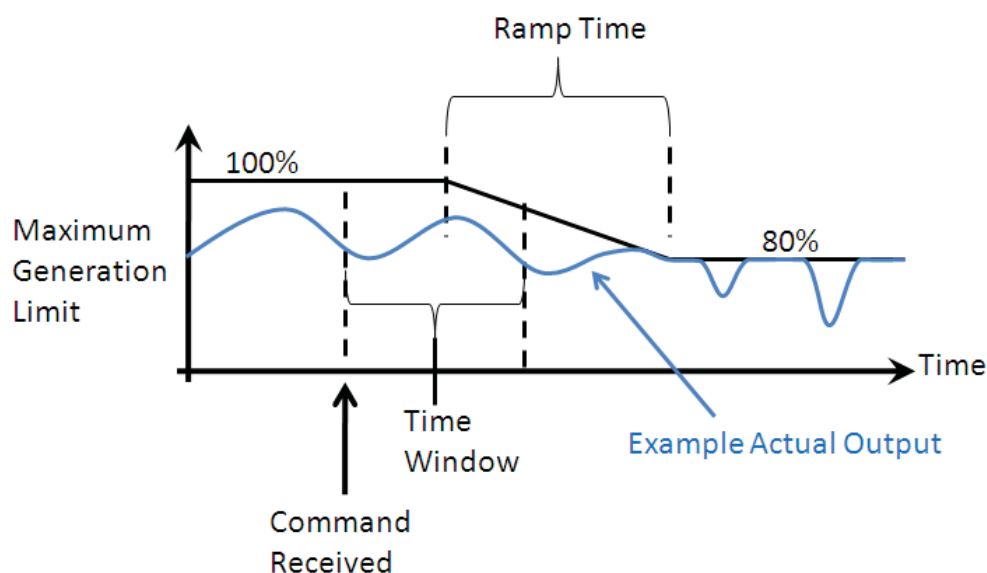 Ramp Time
100%
Maximum
Generation
Limit
80%
Time
Time
Window
Example Actual Output
Command
Received